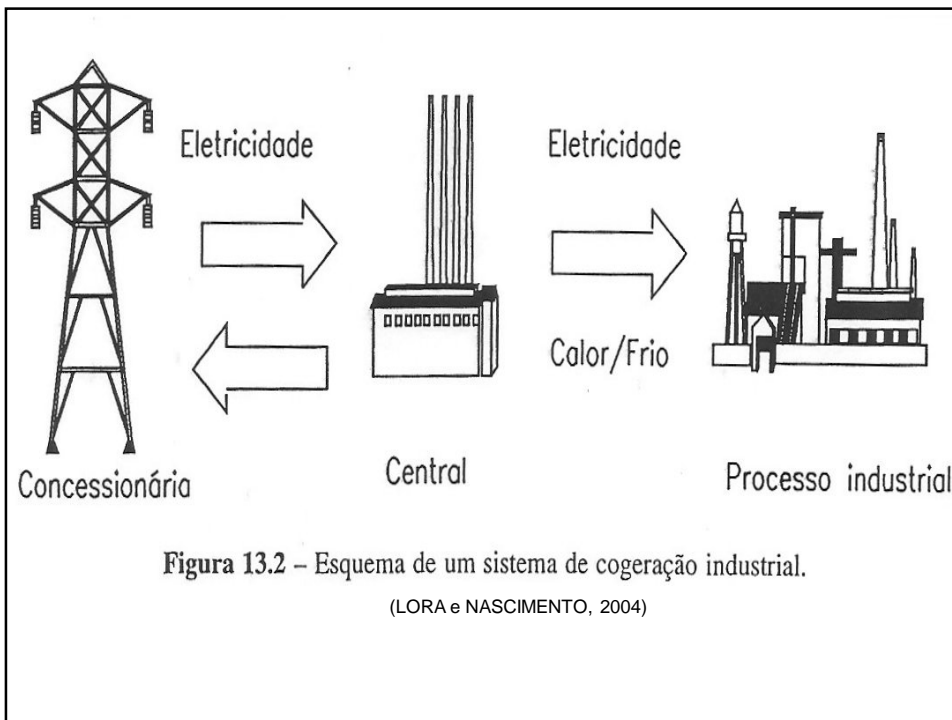 Eletricidade
Eletricidade
Calor/Frio
Concessionária
Central
Processo industrial
Figura 13.2 – Esquema de um sistema de cogeração industrial.
(LORA e NASCIMENTO, 2004)